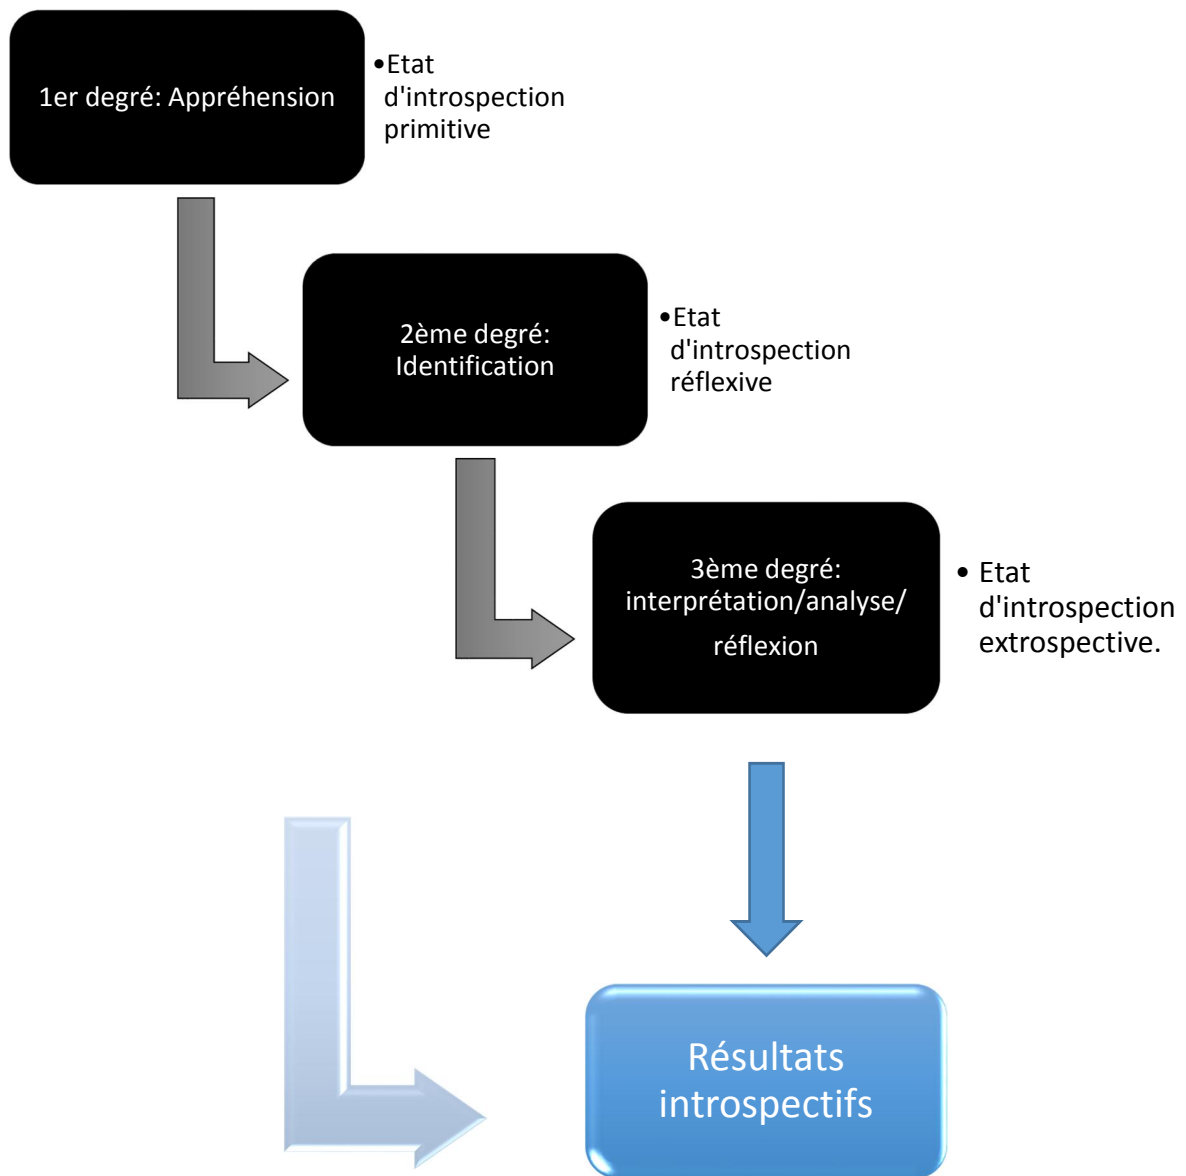 1er degré: Appréhension
•Etat
d'introspection
primitive
2ème degré:
Identification
•Etat
d'introspection
réflexive
3ème degré:
interprétation/analyse/
réflexion
• Etat
d'introspection
extrospective.
Résultats
introspectifs